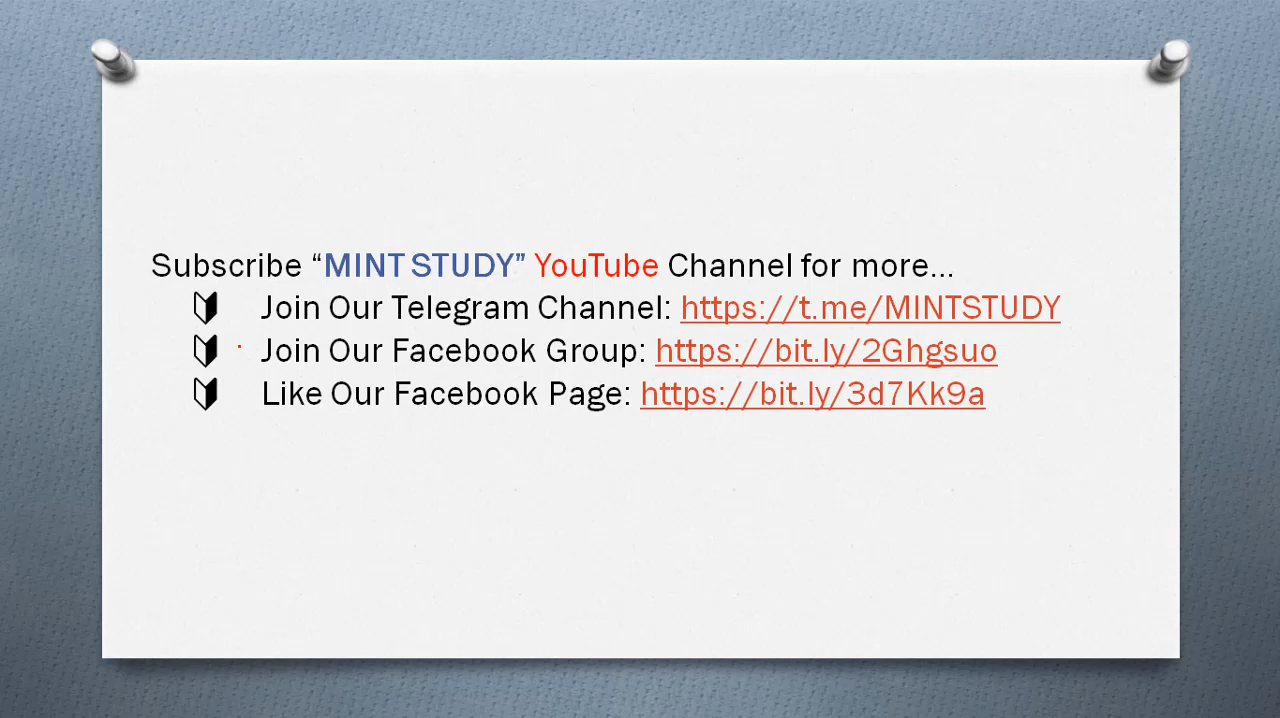 Subscribe “MINT STUDY” YouTube Channel for more...
Join Our Telegram Channel: https://t.me/MINTSTUDY
Join Our Facebook Group: https://bit.ly/2Ghgsuo
Like Our Facebook Page: https://bit.ly/3d7Kk9a